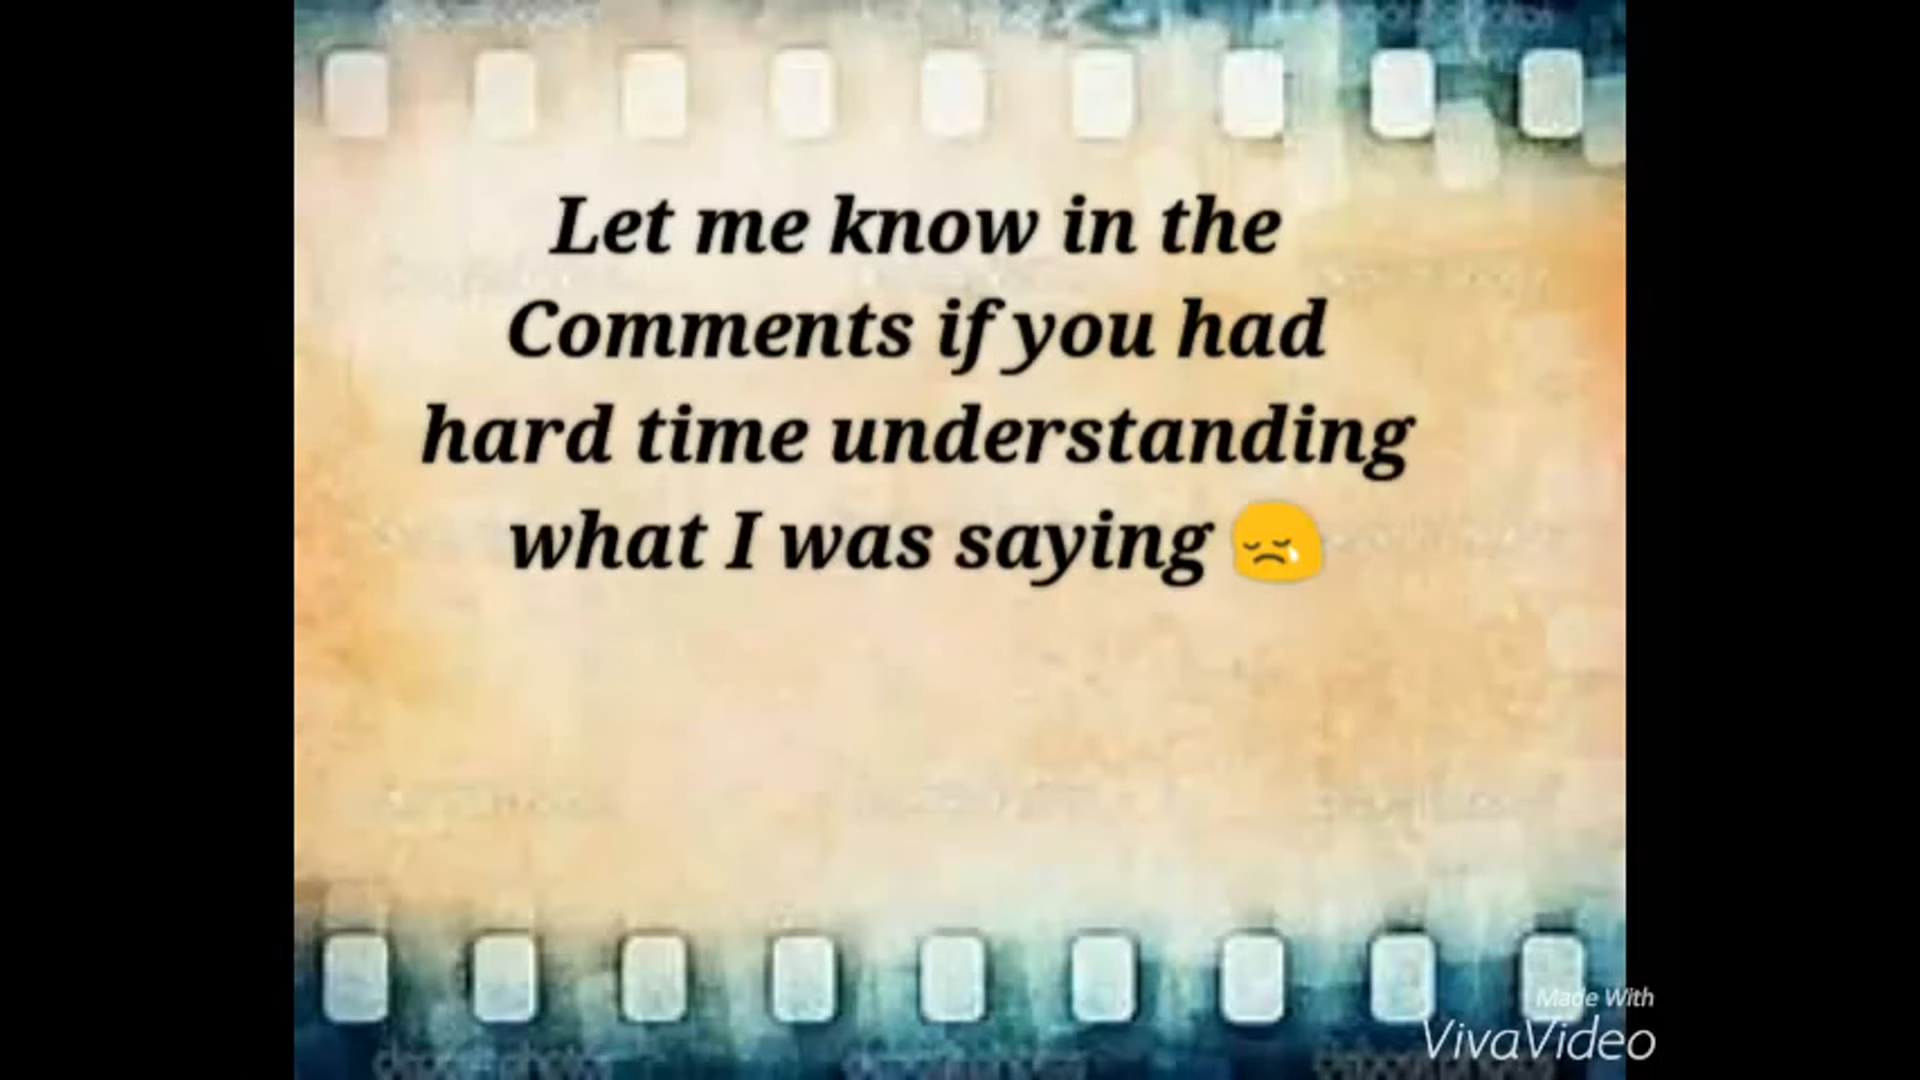 Let me know in the
Comments if you had
hard time understanding
what I was saying 😢
Made With
VivaVideo